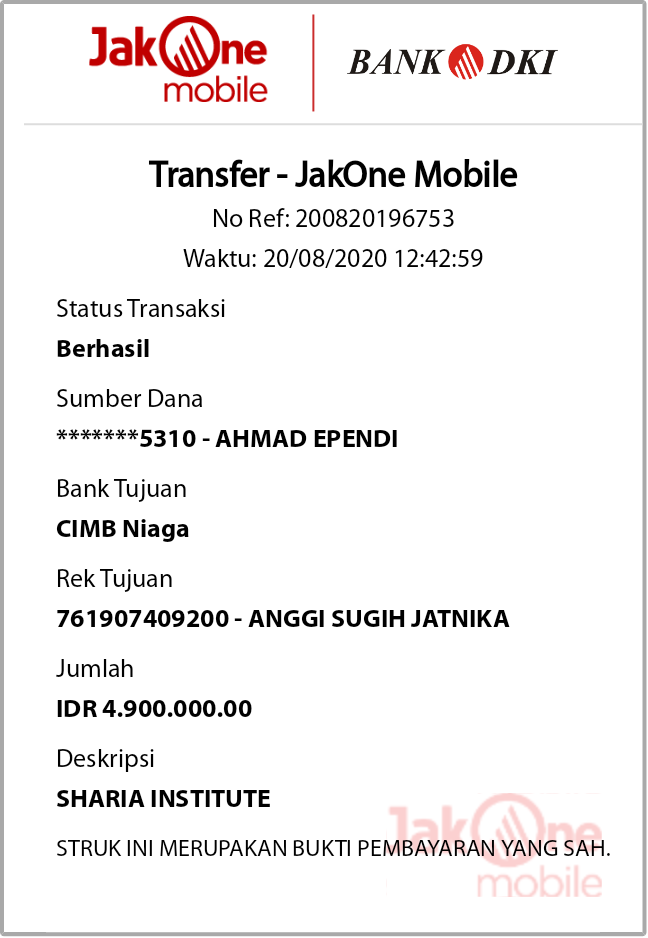 JakOne
mobile
BANK DKI
Transfer - JakOne Mobile
No Ref: 200820196753
Waktu: 20/08/2020 12:42:59
Status Transaksi
Berhasil
Sumber Dana
*******5310 - AHMAD EPENDI
Bank Tujuan
CIMB Niaga
Rek Tujuan
761907409200 - ANGGI SUGIH JATNIKA
Jumlah
IDR 4.900.000.00
Deskripsi
SHARIA INSTITUTE
STRUK INI MERUPAKAN BUKTI PEMBAYARAN YANG SAH.
JakOne
mobile